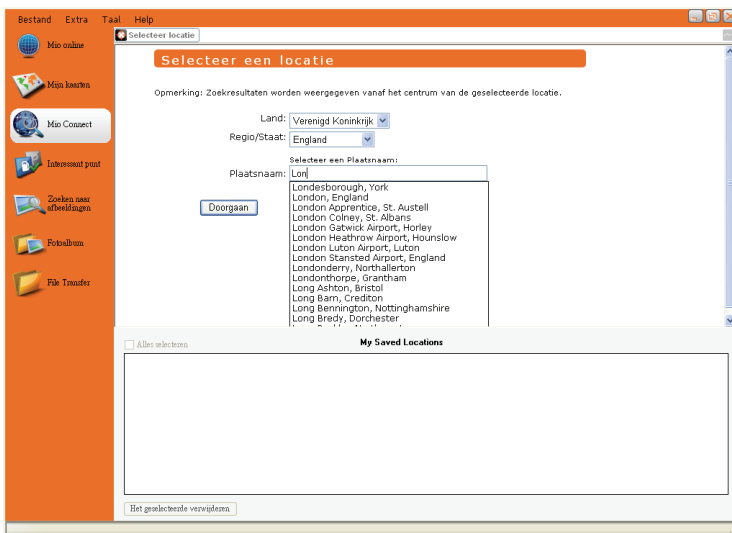 Bestand Extra Taal Help
Selecteer locatie
Mio online
Mijn kaarten
Mio Connect
Interessant punt
Zoeken naar
afbeeldingen
Fotoalbum
File Transfer
Selecteer een locatie
Opmerking: Zoekresultaten worden weergegeven vanaf het centrum van de geselecteerde locatie.
Land: Verenigd Koninkrijk
Regio/Staat: England
Selecteer een Plaatsnaam:
Plaatsnaam: Lon
Doorgaan
Londesborough, York
London, England
London Apprentice, St. Austell
London Colney, St. Albans
London Gatwick Airport, Horley
London Heathrow Airport, Hounslow
London Luton Airport, Luton
London Stansted Airport, England
Londonderry, Northallerton
Londonthorpe, Grantham
Long Ashton, Bristol
Long Barn, Crediton
Long Bennington, Nottinghamshire
Long Bredy, Dorchester
Alles selecteren
My Saved Locations
Het geselecteerde verwijderen